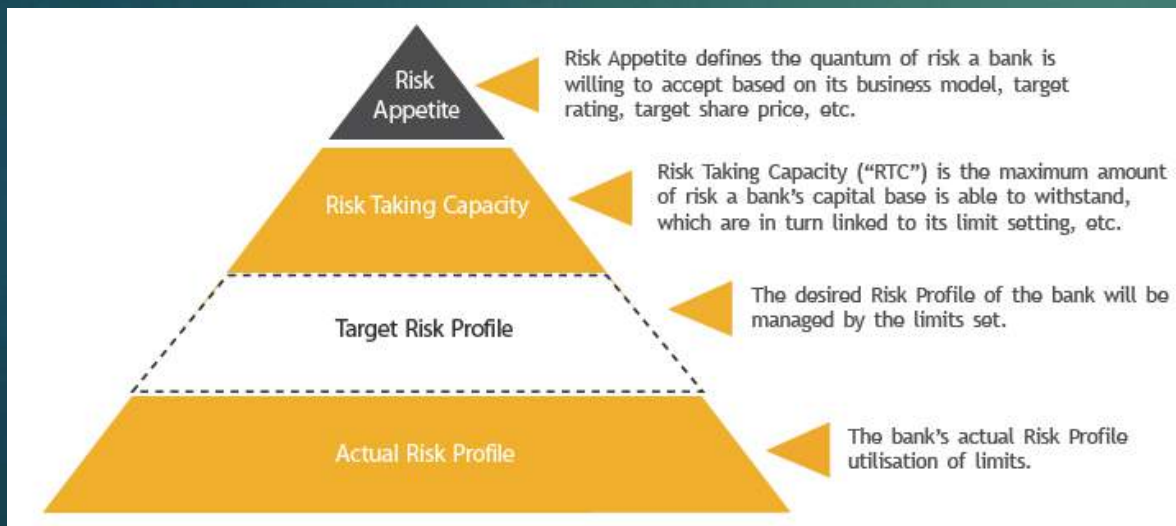 Risk
Appetite
Risk Appetite defines the quantum of risk a bank is
willing to accept based on its business model, target
rating, target share price, etc.
Risk Taking Capacity
Risk Taking Capacity (“RTC”) is the maximum amount
of risk a bank’s capital base is able to withstand,
which are in turn linked to its limit setting, etc.
Target Risk Profile
The desired Risk Profile of the bank will be
managed by the limits set.
Actual Risk Profile
The bank’s actual Risk Profile
utilisation of limits.